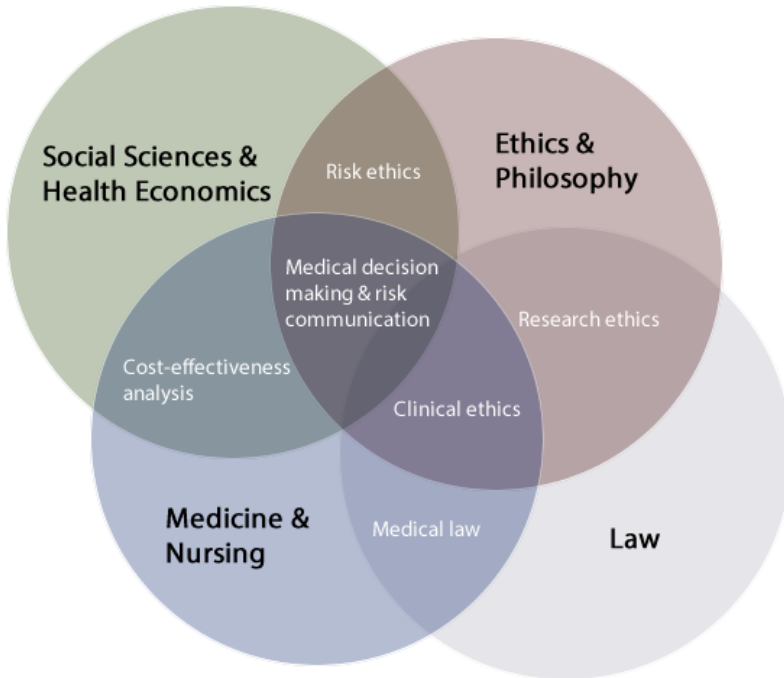 Social Sciences &
Health Economics
Risk ethics
Ethics &
Philosophy
Medical decision
making & risk
communication
Research ethics
Cost-effectiveness
analysis
Clinical ethics
Medicine &
Nursing
Medical law
Law